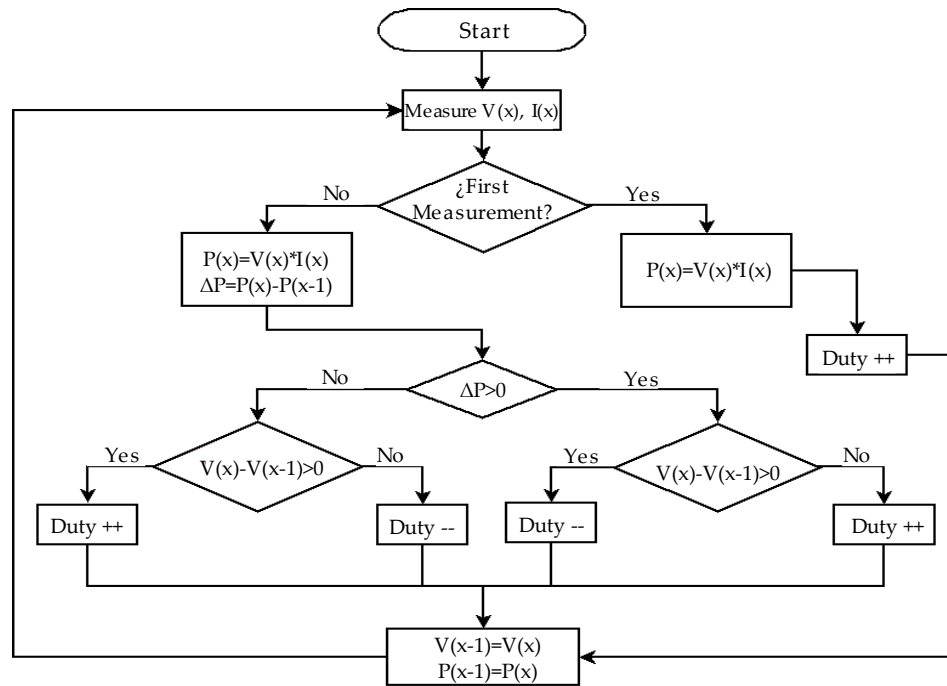 Start
Measure V(x), I(x)
¿First
Measurement?
No
Yes
P(x)=V(x)*I(x)
ΔP=P(x)-P(x-1)
P(x)=V(x)*I(x)
Duty ++
ΔP>0
No
Yes
V(x)-V(x-1)>0
Yes
No
V(x)-V(x-1)>0
Yes
No
Duty ++
Duty --
Duty --
Duty ++
V(x-1)=V(x)
P(x-1)=P(x)